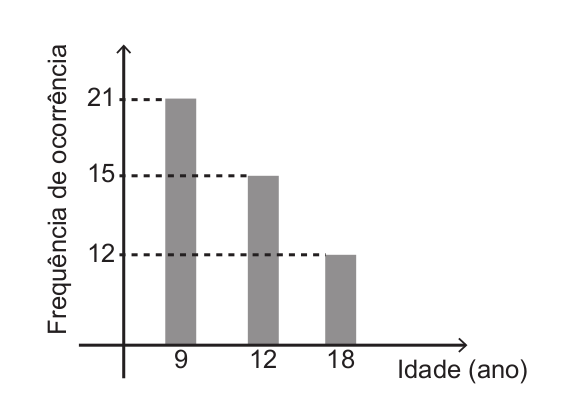 Frequência de ocorrência
21
15
12
9 12 18
Idade (ano)